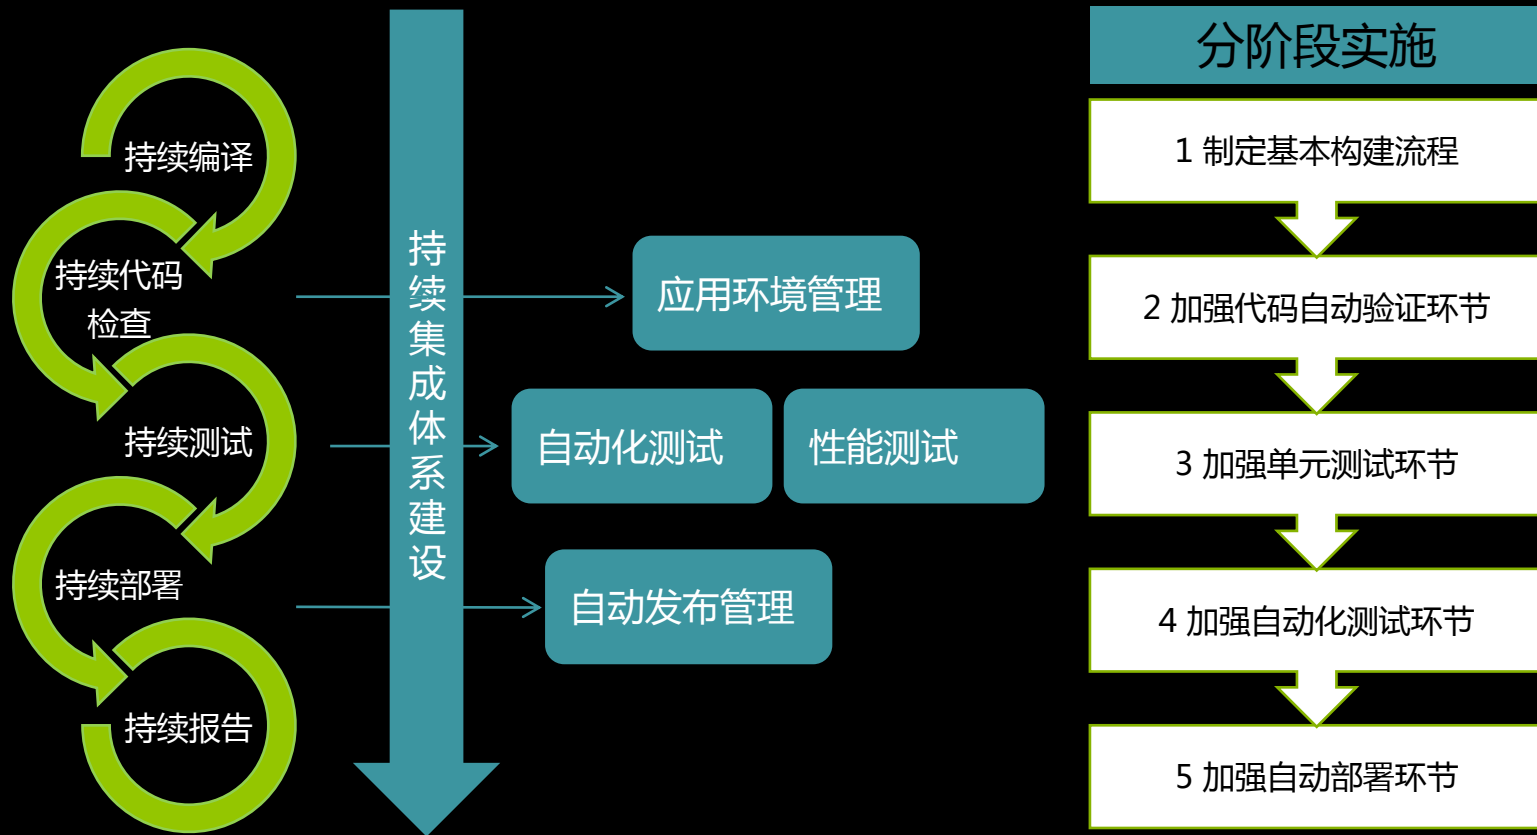 持续编译
持续代码
检查
持续测试
持续部署
持续报告
持续集成体系建设
应用环境管理
自动化测试
性能测试
自动发布管理
分阶段实施
1 制定基本构建流程
2 加强代码自动验证环节
3 加强单元测试环节
4 加强自动化测试环节
5 加强自动部署环节